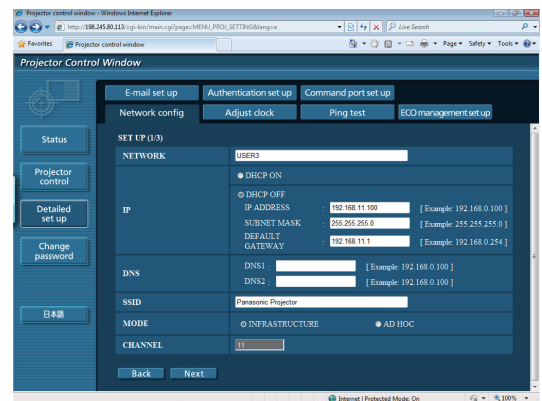 Projector control window - Windows Internet Explorer
http://198.245.80.113/cgi-bin/main.cgi?page=MENU_PROJ_SETTING&lang=e
Live Search
Favorites
Projector control window
Page
Safety
Tools
Projector Control Window
E-mail set up
Authentication set up
Command port set up
Network config
Adjust clock
Ping test
ECO management set up
Status
Projector control
Detailed set up
Change password
日本語
SET UP (1/3)
NETWORK
USER3
IP
DHCP ON
DHCP OFF
IP ADDRESS : 192.168.11.100 [ Example: 192.168.0.100 ]
SUBNET MASK : 255.255.255.0 [ Example: 255.255.255.0 ]
DEFAULT GATEWAY : 192.168.11.1 [ Example: 192.168.0.254 ]
DNS
DNS1 : [ Example: 192.168.0.100 ]
DNS2 : [ Example: 192.168.0.100 ]
SSID
Panasonic Projector
MODE
INFRASTRUCTURE
AD HOC
CHANNEL
11
Back
Next
Internet | Protected Mode: On
100%